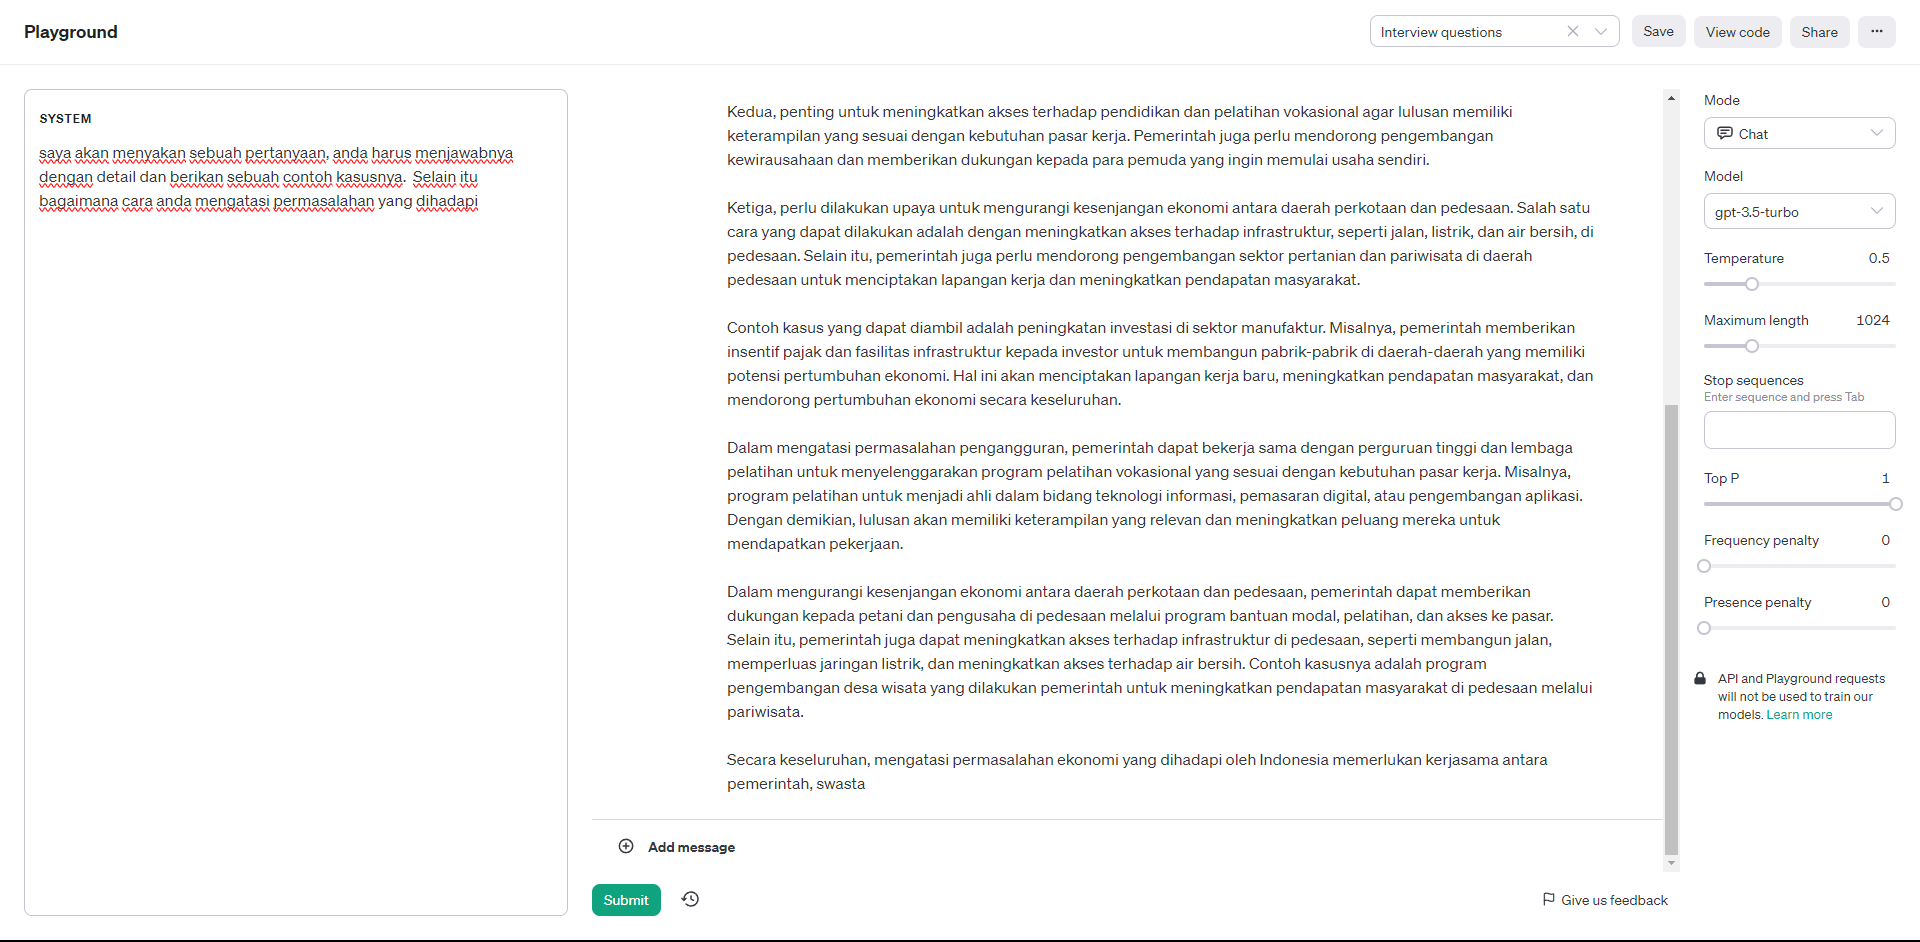 Playground
Interview questions
Save
View code
Share
SYSTEM
saya akan menyakan sebuah pertanyaan, anda harus menjawabnya
dengan detail dan berikan sebuah contoh kasusnya. Selain itu
bagaimana cara anda mengatasi permasalahan yang dihadapi
Kedua, penting untuk meningkatkan akses terhadap pendidikan dan pelatihan vokasional agar lulusan memiliki
keterampilan yang sesuai dengan kebutuhan pasar kerja. Pemerintah juga perlu mendorong pengembangan
kewirausahaan dan memberikan dukungan kepada para pemuda yang ingin memulai usaha sendiri.
Ketiga, perlu dilakukan upaya untuk mengurangi kesenjangan ekonomi antara daerah perkotaan dan pedesaan. Salah satu
cara yang dapat dilakukan adalah dengan meningkatkan akses terhadap infrastruktur, seperti jalan, listrik, dan air bersih, di
pedesaan. Selain itu, pemerintah juga perlu mendorong pengembangan sektor pertanian dan pariwisata di daerah
pedesaan untuk menciptakan lapangan kerja dan meningkatkan pendapatan masyarakat.
Contoh kasus yang dapat diambil adalah peningkatan investasi di sektor manufaktur. Misalnya, pemerintah memberikan
insentif pajak dan fasilitas infrastruktur kepada investor untuk membangun pabrik-pabrik di daerah-daerah yang memiliki
potensi pertumbuhan ekonomi. Hal ini akan menciptakan lapangan kerja baru, meningkatkan pendapatan masyarakat, dan
mendorong pertumbuhan ekonomi secara keseluruhan.
Dalam mengatasi permasalahan pengangguran, pemerintah dapat bekerja sama dengan perguruan tinggi dan lembaga
pelatihan untuk menyelenggarakan program pelatihan vokasional yang sesuai dengan kebutuhan pasar kerja. Misalnya,
program pelatihan untuk menjadi ahli dalam bidang teknologi informasi, pemasaran digital, atau pengembangan aplikasi.
Dengan demikian, lulusan akan memiliki keterampilan yang relevan dan meningkatkan peluang mereka untuk
mendapatkan pekerjaan.
Dalam mengurangi kesenjangan ekonomi antara daerah perkotaan dan pedesaan, pemerintah dapat memberikan
dukungan kepada petani dan pengusaha di pedesaan melalui program bantuan modal, pelatihan, dan akses ke pasar.
Selain itu, pemerintah juga dapat meningkatkan akses terhadap infrastruktur di pedesaan, seperti membangun jalan,
memperluas jaringan listrik, dan meningkatkan akses terhadap air bersih. Contoh kasusnya adalah program
pengembangan desa wisata yang dilakukan pemerintah untuk meningkatkan pendapatan masyarakat di pedesaan melalui
pariwisata.
Secara keseluruhan, mengatasi permasalahan ekonomi yang dihadapi oleh Indonesia memerlukan kerjasama antara
pemerintah, swasta
Add message
Submit
Give us feedback
Mode
Chat
Model
gpt-3.5-turbo
Temperature 0.5
Maximum length 1024
Stop sequences
Enter sequence and press Tab
Top P 1
Frequency penalty 0
Presence penalty 0
API and Playground requests
will not be used to train our
models. Learn more